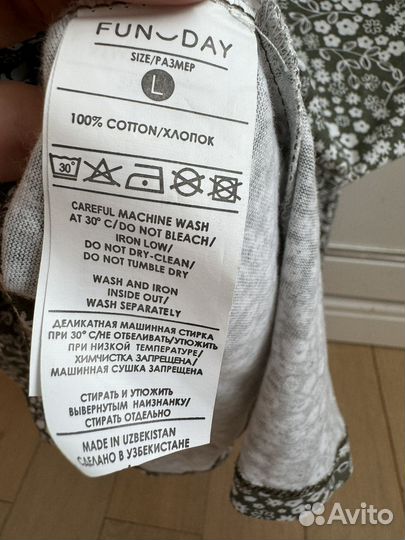 FUN DAY
SIZE/РАЗМЕР
L
100% COTTON/ХЛОПОК
30°
CAREFUL MACHINE WASH
AT 30° C/DO NOT BLEACH/
IRON LOW/
DO NOT DRY-CLEAN/
DO NOT TUMBLE DRY
WASH AND IRON
INSIDE OUT/
WASH SEPARATELY
ДЕЛИКАТНАЯ МАШИННАЯ СТИРКА
ПРИ 30° С/НЕ ОТБЕЛИВАТЬ/УТЮЖИТЬ
ПРИ НИЗКОЙ ТЕМПЕРАТУРЕ/
ХИМЧИСТКА ЗАПРЕЩЕНА/
МАШИННАЯ СУШКА ЗАПРЕЩЕНА
СТИРАТЬ И УТЮЖИТЬ
ВЫВЕРНУТЫМ НАИЗНАНКУ/
СТИРАТЬ ОТДЕЛЬНО
MADE IN UZBEKISTAN
СДЕЛАНО В УЗБЕКИСТАНЕ
Avito